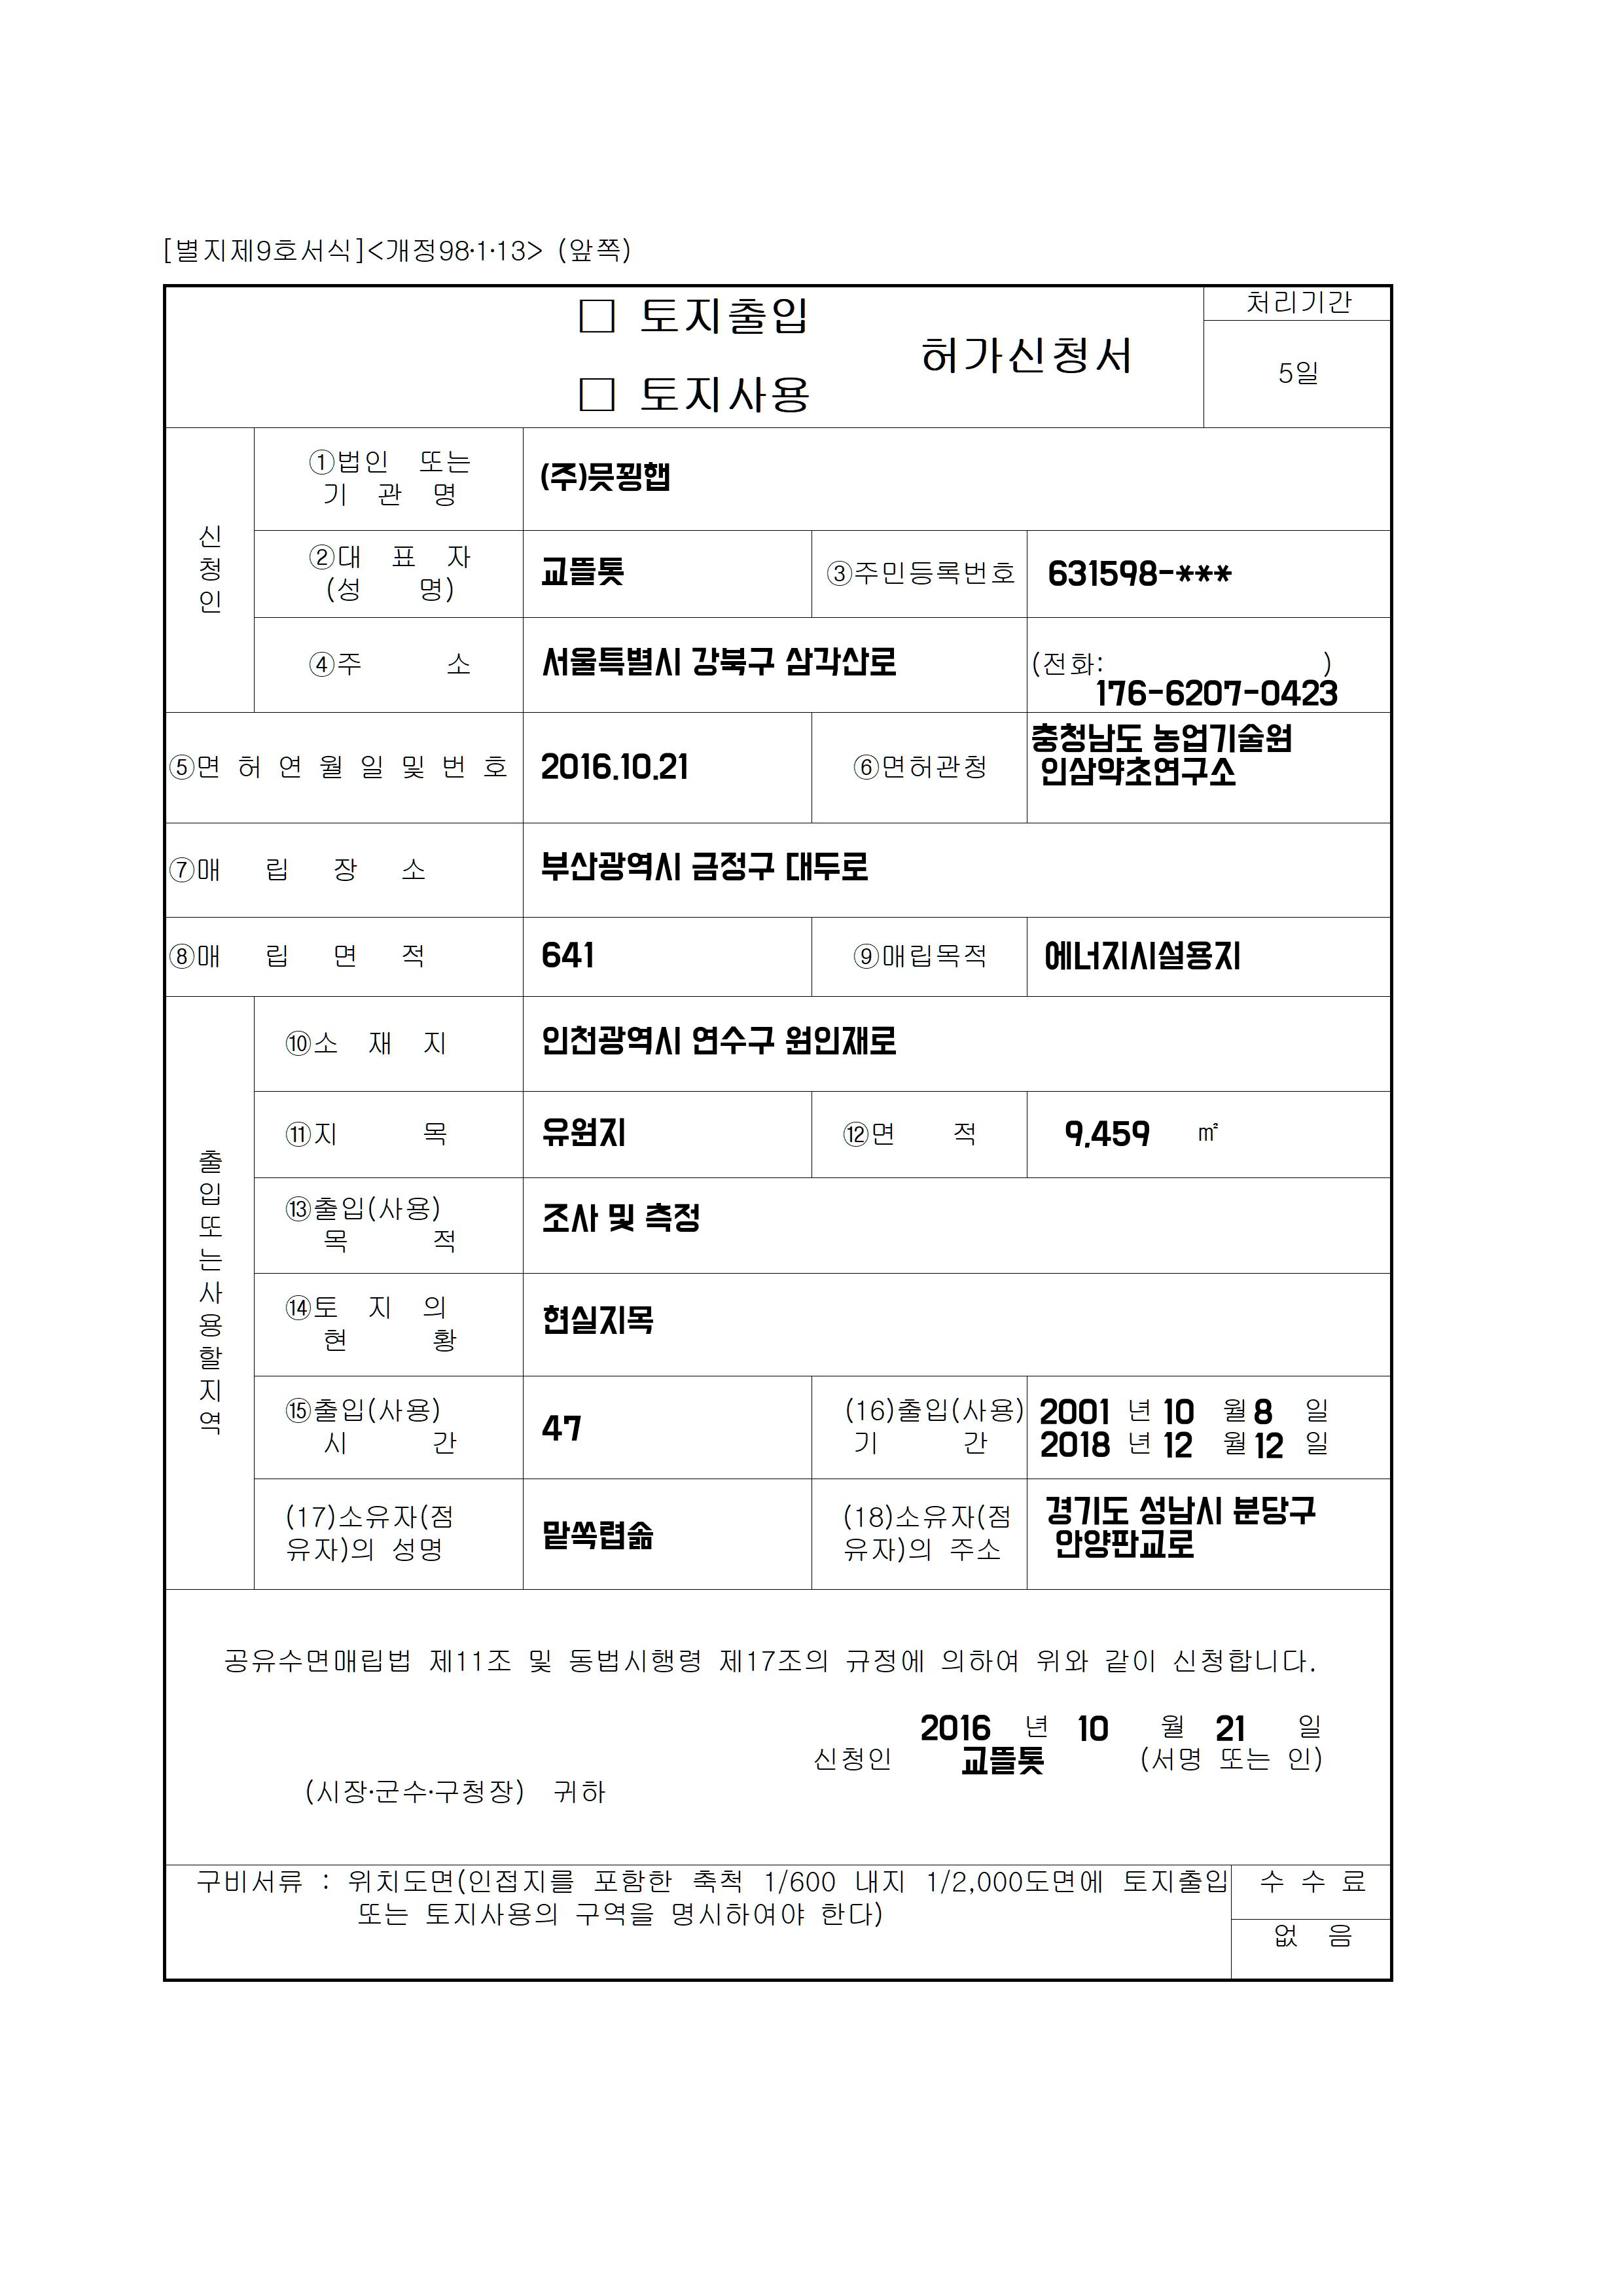 [별지제9호서식]<개정98·1·13> (앞쪽)
□ 토지출입
□ 토지사용
허가신청서
처리기간
5일
신청인
①법인 또는
기 관 명
(주)믓꾕햅
②대 표 자
(성 명)
교뜰톳
③주민등록번호
631598-***
④주 소
서울특별시 강북구 삼각산로
(전화: )
176-6207-0423
⑤면 허 연 월 일 및 번 호
2016.10.21
⑥면허관청
충청남도 농업기술원
인삼약초연구소
⑦매 립 장 소
부산광역시 금정구 대두로
⑧매 립 면 적
641
⑨매립목적
에너지시설용지
출입또는사용할지역
⑩소 재 지
인천광역시 연수구 원인재로
⑪지 목
유원지
⑫면 적
9,459 ㎡
⑬출입(사용)
목 적
조사 및 측정
⑭토 지 의
현 황
현실지목
⑮출입(사용)
시 간
47
(16)출입(사용)
기 간
2001 년 10 월 8 일
2018 년 12 월 12 일
(17)소유자(점
유자)의 성명
맡쏙렵솖
(18)소유자(점
유자)의 주소
경기도 성남시 분당구
안양판교로
공유수면매립법 제11조 및 동법시행령 제17조의 규정에 의하여 위와 같이 신청합니다.
2016 년 10 월 21 일
신청인 교뜰톳 (서명 또는 인)
(시장·군수·구청장) 귀하
구비서류 : 위치도면(인접지를 포함한 축척 1/600 내지 1/2,000도면에 토지출입
또는 토지사용의 구역을 명시하여야 한다)
수 수 료
없 음